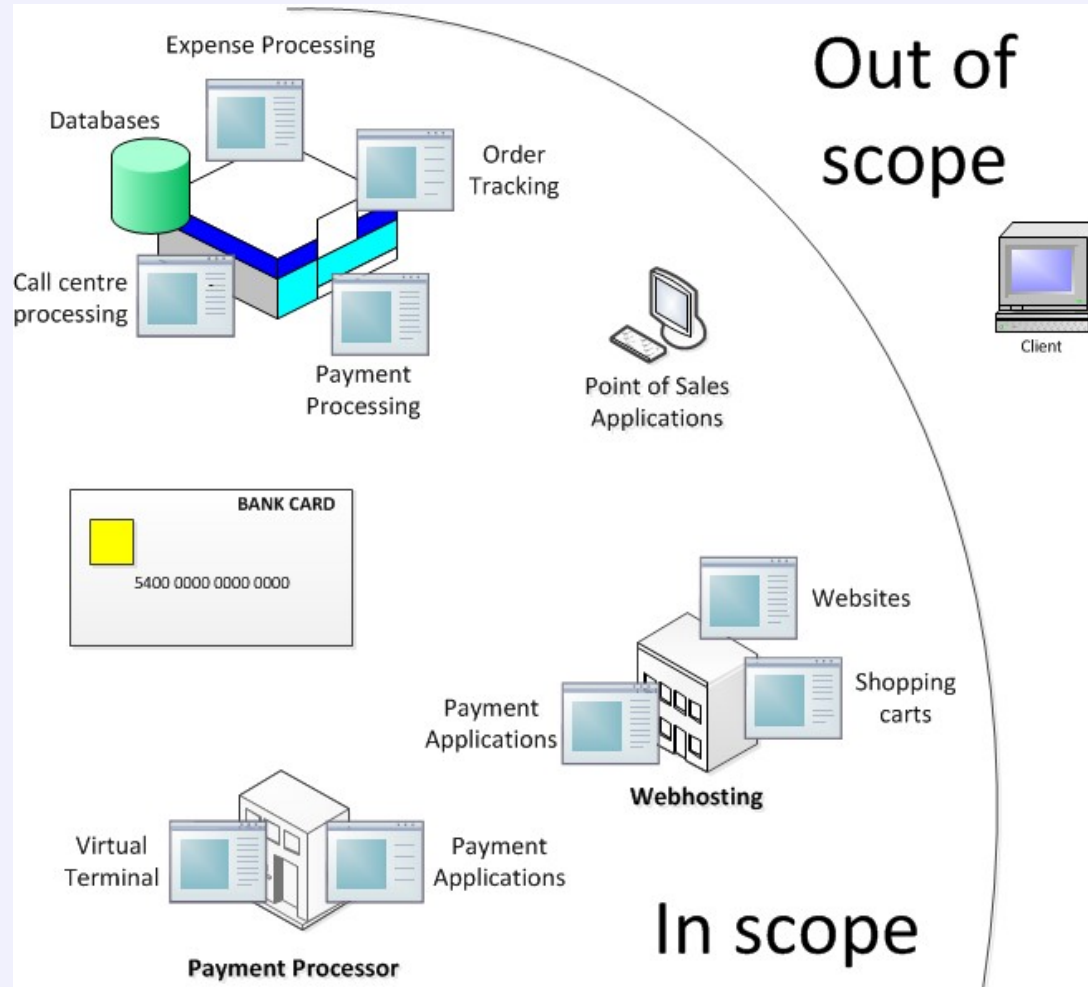 Expense Processing
Out of
scope
Databases
Order
Tracking
Call centre
processing
Payment
Processing
Point of Sales
Applications
Client
BANK CARD
5400 0000 0000 0000
Websites
Shopping
carts
Payment
Applications
Webhosting
Virtual
Terminal
Payment
Applications
Payment Processor
In scope